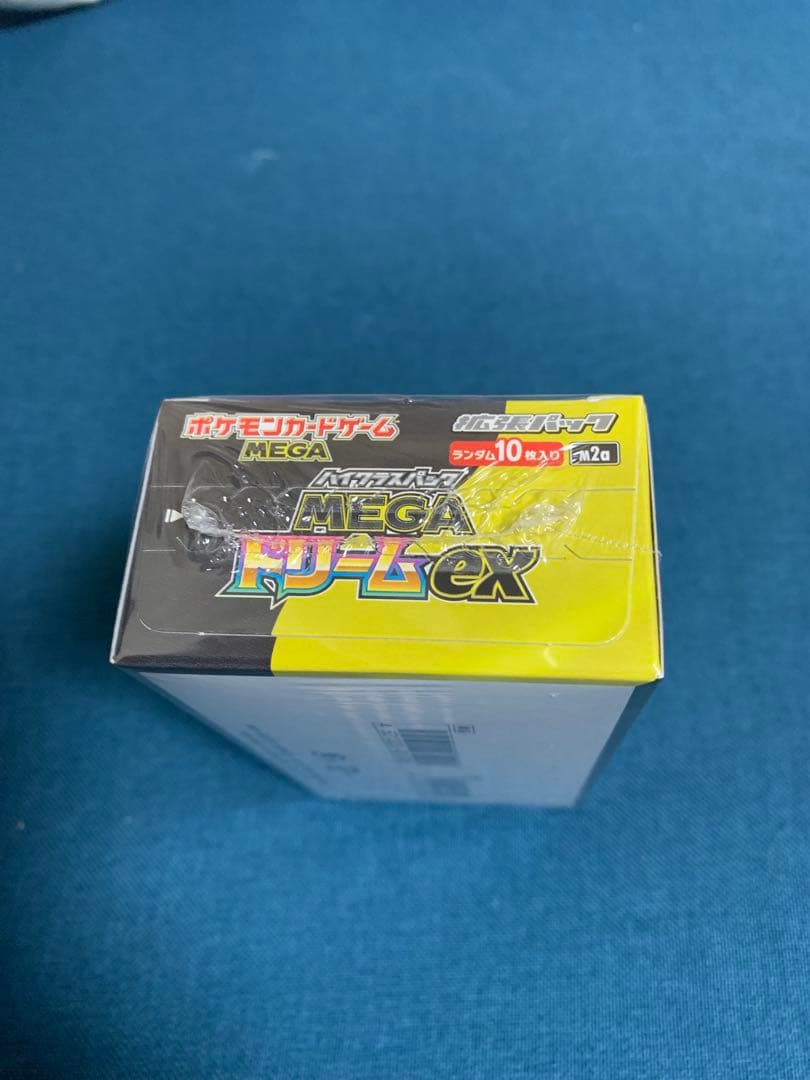 ポケモンカードゲーム
MEGA
拡張パック
ランダム10枚入り M2a
ハイクラスパック
MEGA
ドリームex